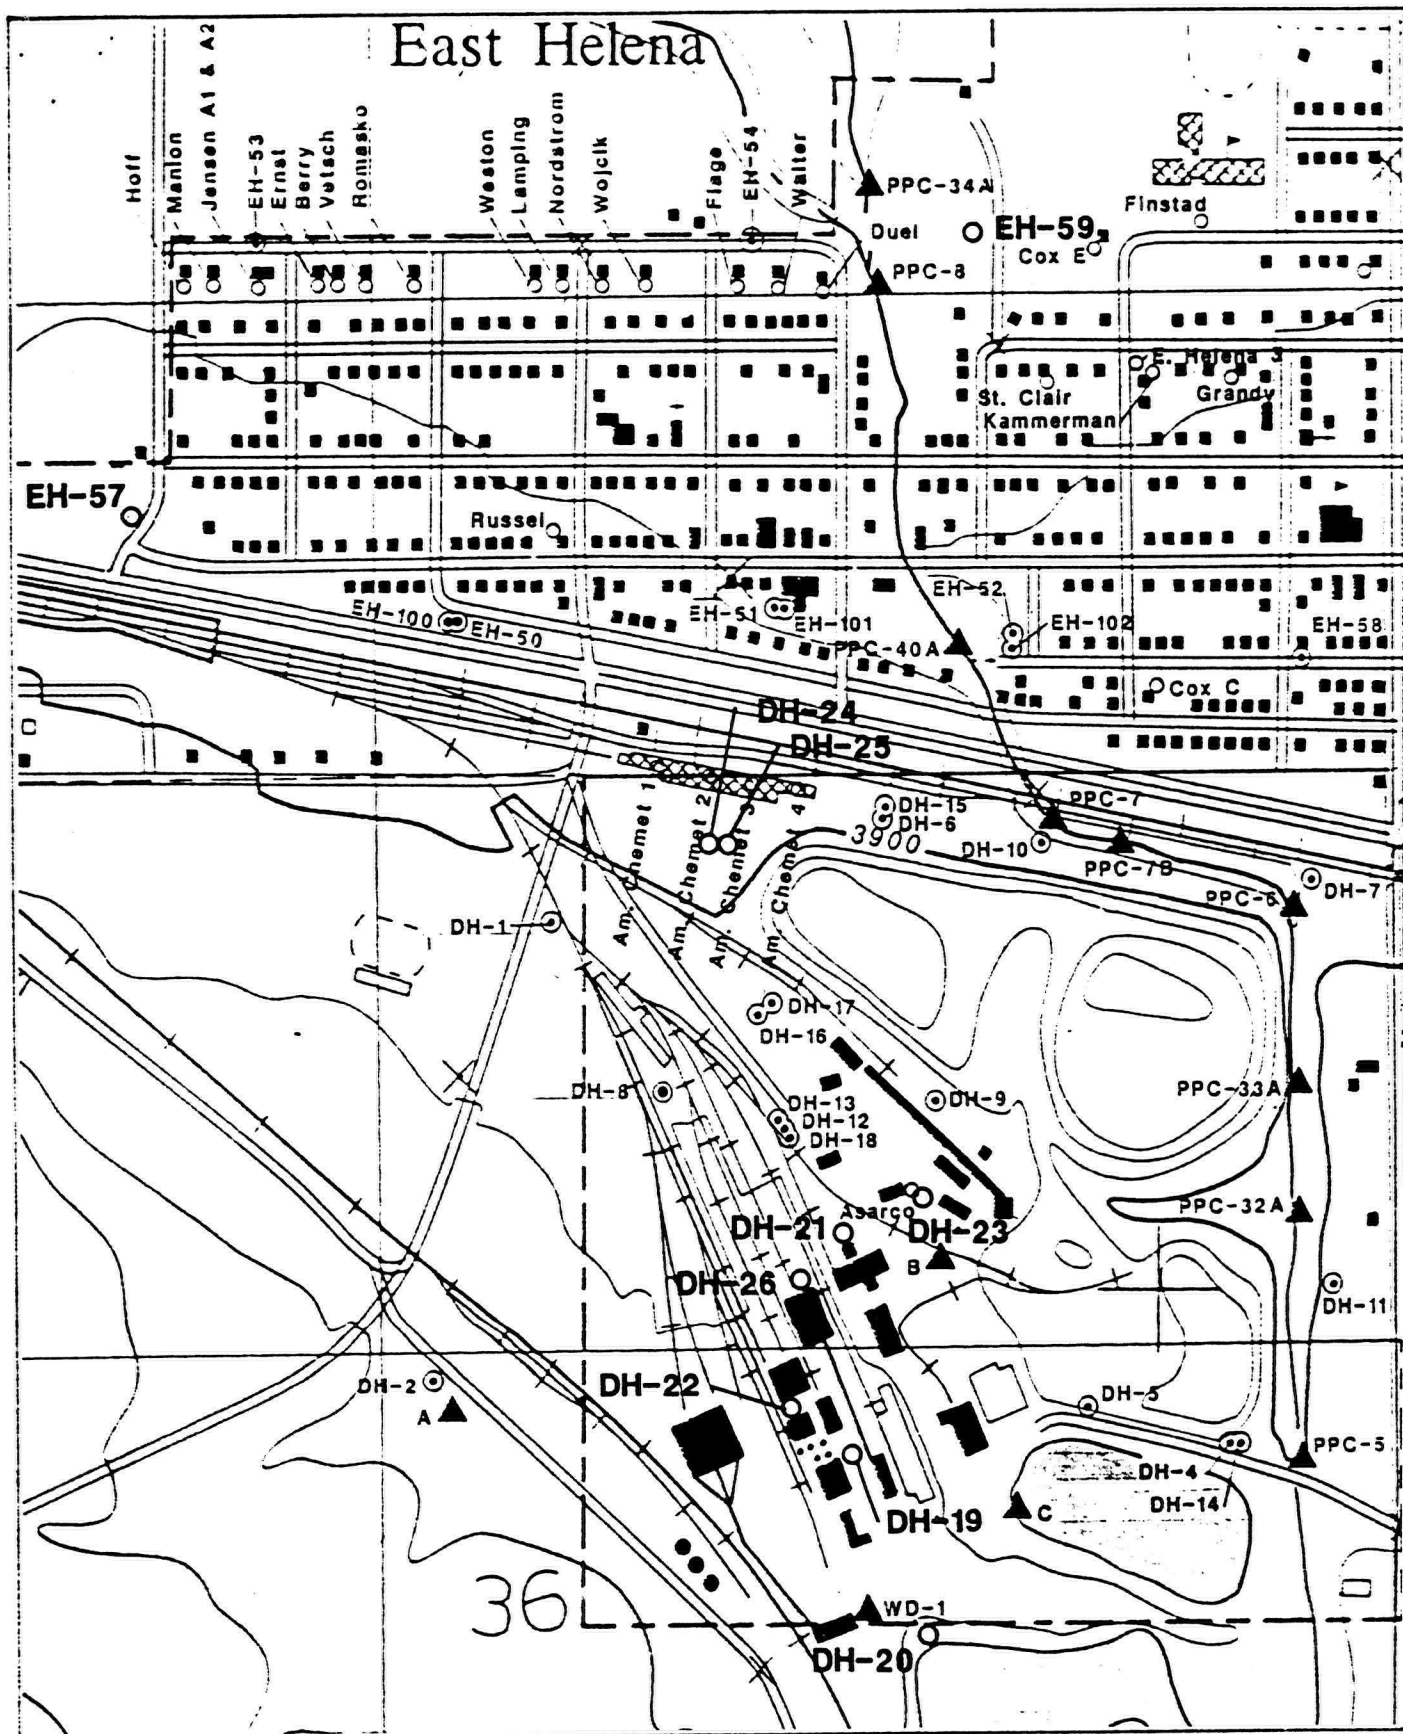 East Helena
Hoff
Manlon
Jensen A1 & A2
EH-53
Ernst
Berry
Vetsch
Romasko
Weston
Lamping
Nordstrom
Wojcik
Flage
EH-54
Walter
PPC-34A
Finstad
Duel
EH-59
Cox E
PPC-8
E. Helena 3
St. Clair
Grandy
Kammerman
EH-57
Russel
EH-52
EH-100
EH-51
EH-101
EH-50
EH-102
EH-58
PPC-40A
Cox C
DH-24
DH-25
Am. Chemet 1
Am. Chemet 2
Am. Chemet 3
Am. Chemet 4
DH-15
PPC-7
DH-6
3900
DH-10
PPC-7B
DH-7
PPC-6
DH-1
DH-17
DH-16
DH-8
DH-13
DH-9
PPC-33A
DH-12
DH-18
Asarco
PPC-32A
DH-21
DH-23
B
DH-26
DH-11
DH-2
DH-22
DH-5
A
PPC-5
DH-4
DH-14
C
DH-19
36
WD-1
DH-20